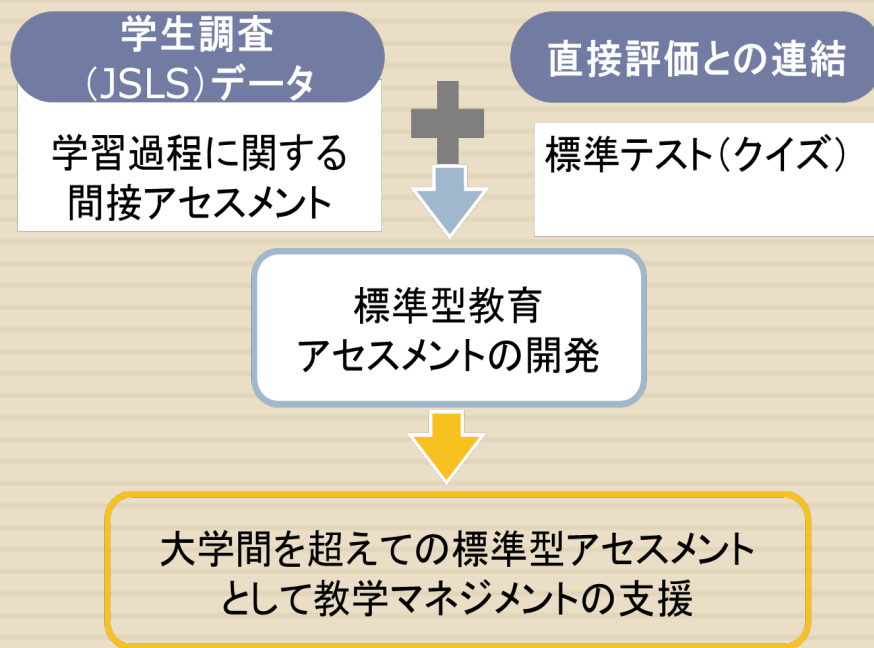 学生調査
（JSLS）データ
学習過程に関する
間接アセスメント
直接評価との連結
標準テスト（クイズ）
標準型教育
アセスメントの開発
大学間を超えての標準型アセスメント
として教学マネジメントの支援